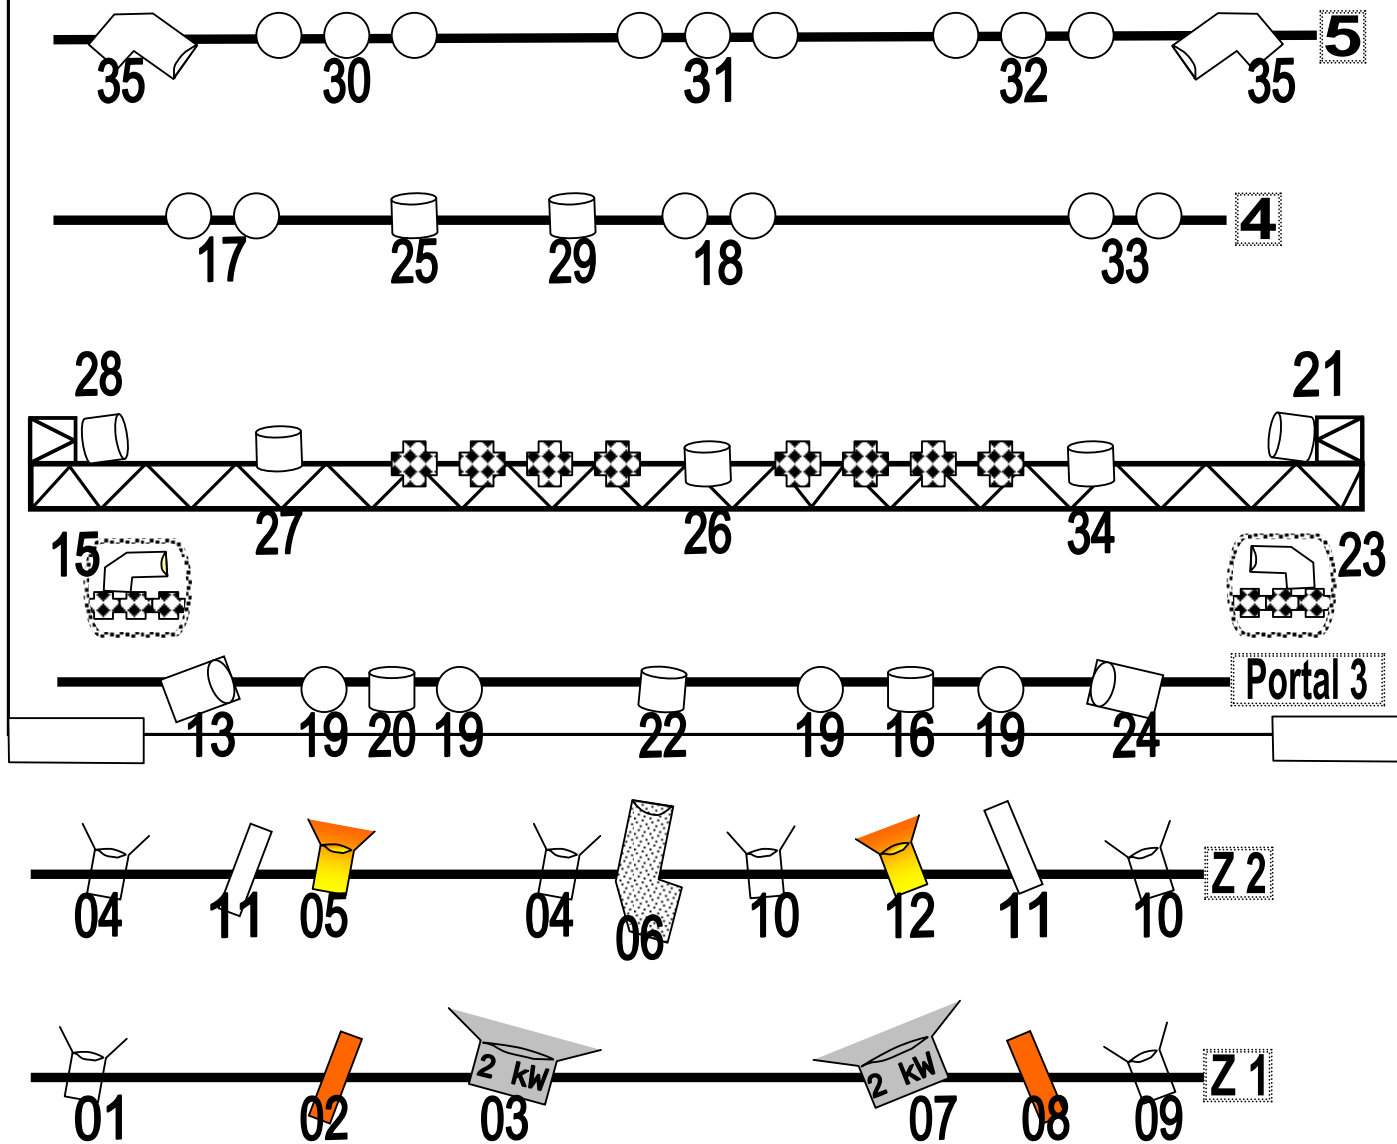 35 30 31 32 35 5
17 25 29 18 33 4
28 21
27 26 34
15 23
Portal 3
13 19 20 19 22 19 16 19 24
Z 2
04 11 05 04 06 10 12 11 10
2 kW 2 kW Z 1
01 02 03 07 08 09